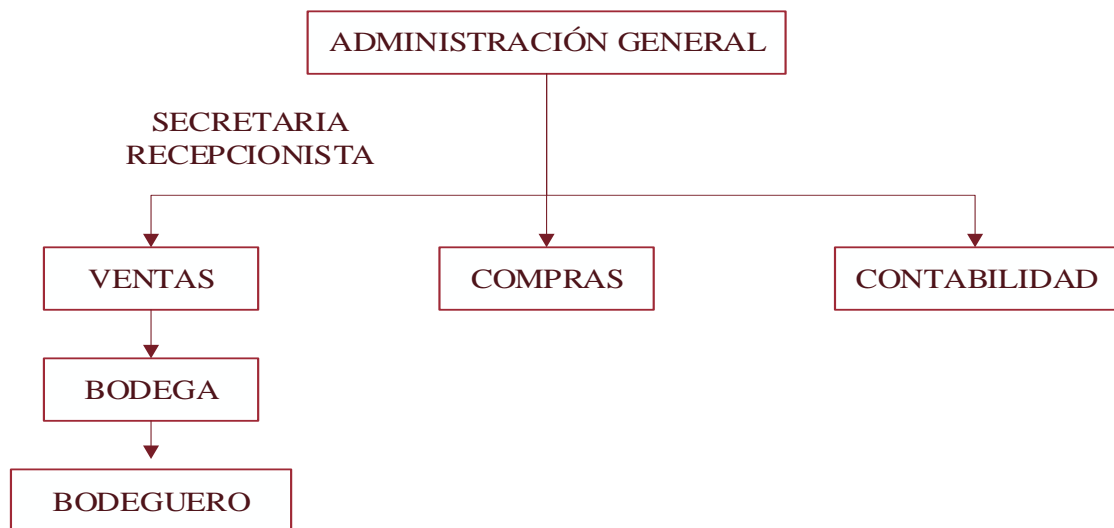 ADMINISTRACIÓN GENERAL
SECRETARIA
RECEPCIONISTA
VENTAS
COMPRAS
CONTABILIDAD
BODEGA
BODEGUERO